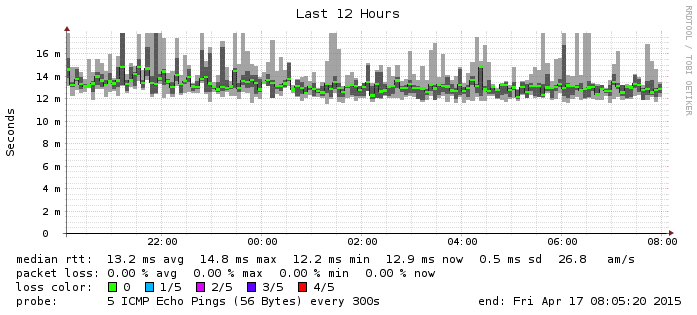 Last 12 Hours
RRDTOOL / TOBI OETIKER
Seconds
16 m
14 m
12 m
10 m
8 m
6 m
4 m
2 m
0
22:00 00:00 02:00 04:00 06:00 08:00
median rtt: 13.2 ms avg 14.8 ms max 12.2 ms min 12.9 ms now 0.5 ms sd 26.8 am/s
packet loss: 0.00 % avg 0.00 % max 0.00 % min 0.00 % now
loss color: 0 1/5 2/5 3/5 4/5
probe: 5 ICMP Echo Pings (56 Bytes) every 300s end: Fri Apr 17 08:05:20 2015